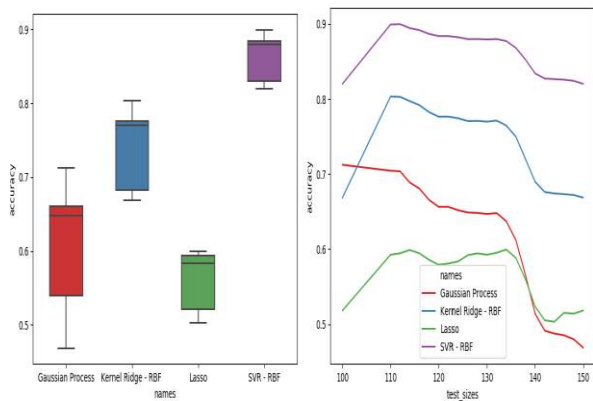 0.9
0.8
0.7
0.6
0.5
accuracy
Gaussian Process Kernel Ridge - RBF Lasso SVR - RBF
names
0.9
0.8
0.7
0.6
0.5
accuracy
names
Gaussian Process
Kernel Ridge - RBF
Lasso
SVR - RBF
100 110 120 130 140 150
test_sizes